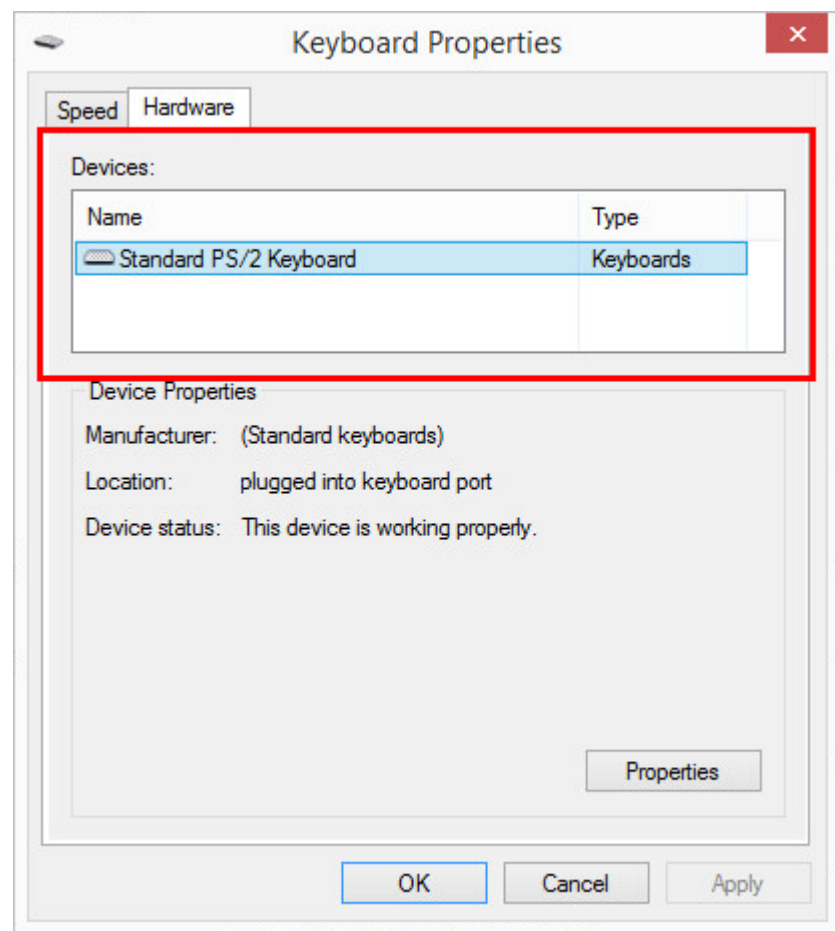 Keyboard Properties
Speed Hardware
Devices:
Name Type
Standard PS/2 Keyboard Keyboards
Device Properties
Manufacturer: (Standard keyboards)
Location: plugged into keyboard port
Device status: This device is working properly.
Properties
OK Cancel Apply